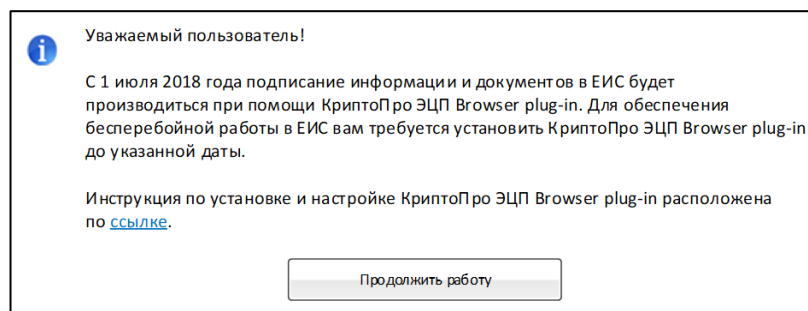 Уважаемый пользователь!
С 1 июля 2018 года подписание информации и документов в ЕИС будет
производиться при помощи КриптоПро ЭЦП Browser plug-in. Для обеспечения
бесперебойной работы в ЕИС вам требуется установить КриптоПро ЭЦП Browser plug-in
до указанной даты.
Инструкция по установке и настройке КриптоПро ЭЦП Browser plug-in расположена
по ссылке.
Продолжить работу